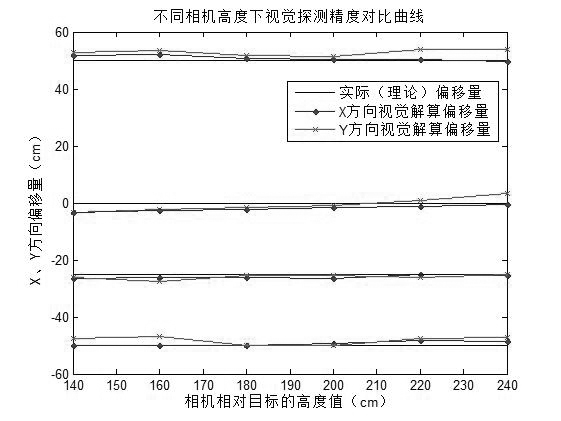 不同相机高度下视觉探测精度对比曲线
60
40
20
0
-20
-40
-60
X、Y方向偏移量（cm）
实际（理论）偏移量
X方向视觉解算偏移量
Y方向视觉解算偏移量
140 150 160 170 180 190 200 210 220 230 240
相机相对目标的高度值（cm）